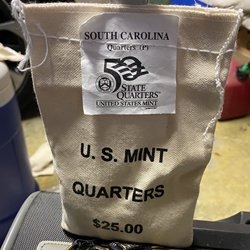 SOUTH CAROLINA
Quarters (P)
50
STATE
QUARTERS
UNITED STATES MINT
U. S. MINT
QUARTERS
$25.00